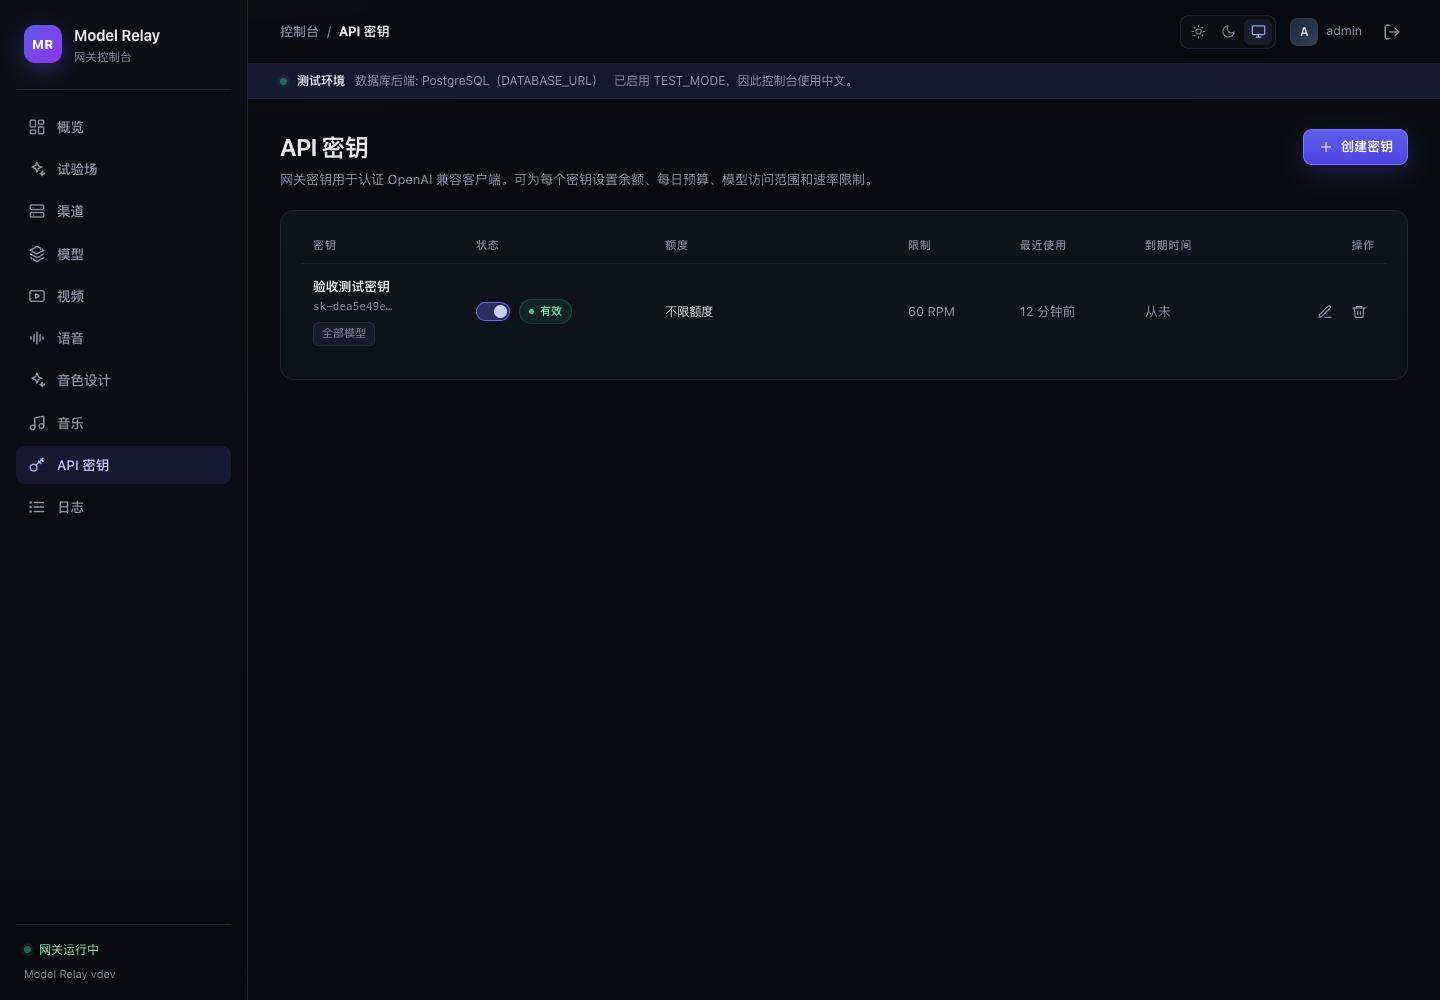 MR
Model Relay
网关控制台
概览
试验场
渠道
模型
视频
语音
音色设计
音乐
API 密钥
日志
网关运行中
Model Relay vdev
控制台 / API 密钥
A admin
测试环境 数据库后端: PostgreSQL（DATABASE_URL） 已启用 TEST_MODE，因此控制台使用中文。
API 密钥
创建密钥
网关密钥用于认证 OpenAI 兼容客户端。可为每个密钥设置余额、每日预算、模型访问范围和速率限制。
密钥 状态 额度 限制 最近使用 到期时间 操作
验收测试密钥
sk-dea5e49e…
全部模型
有效 不限额度 60 RPM 12 分钟前 从未